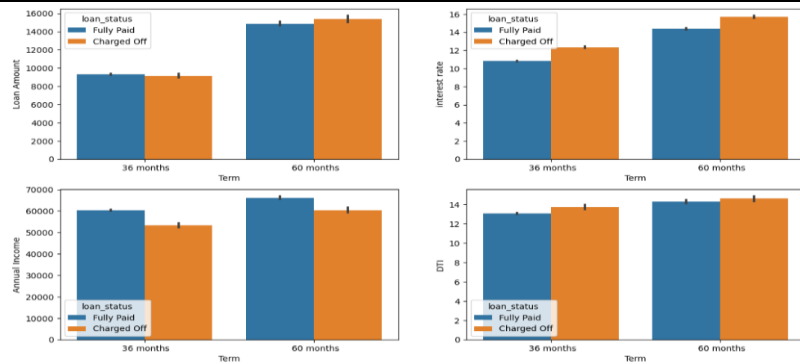 loan_status
Fully Paid
Charged Off
16000
14000
12000
10000
8000
6000
4000
2000
0
Loan Amount
36 months
60 months
Term
loan_status
Fully Paid
Charged Off
16
14
12
10
8
6
4
2
0
interest rate
36 months
60 months
Term
70000
60000
50000
40000
30000
20000
10000
0
Annual Income
loan_status
Fully Paid
Charged Off
36 months
60 months
Term
14
12
10
8
6
4
2
0
DTI
loan_status
Fully Paid
Charged Off
36 months
60 months
Term